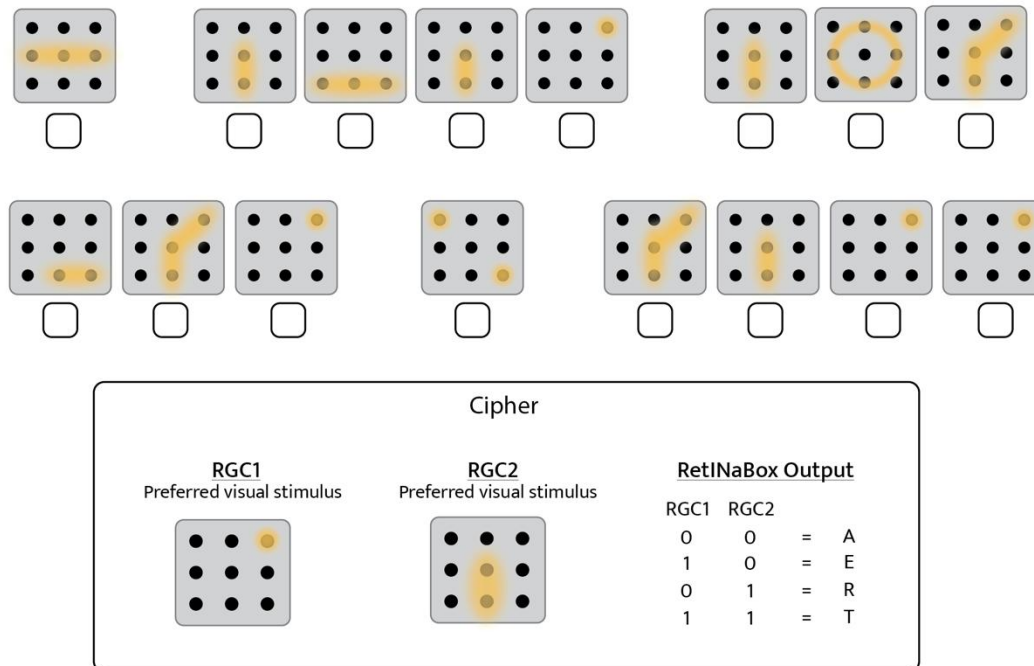 Cipher
RGC1 RGC2 RetINaBox Output
Preferred visual stimulus Preferred visual stimulus
RGC1 RGC2
0 0 = A
1 0 = E
0 1 = R
1 1 = T